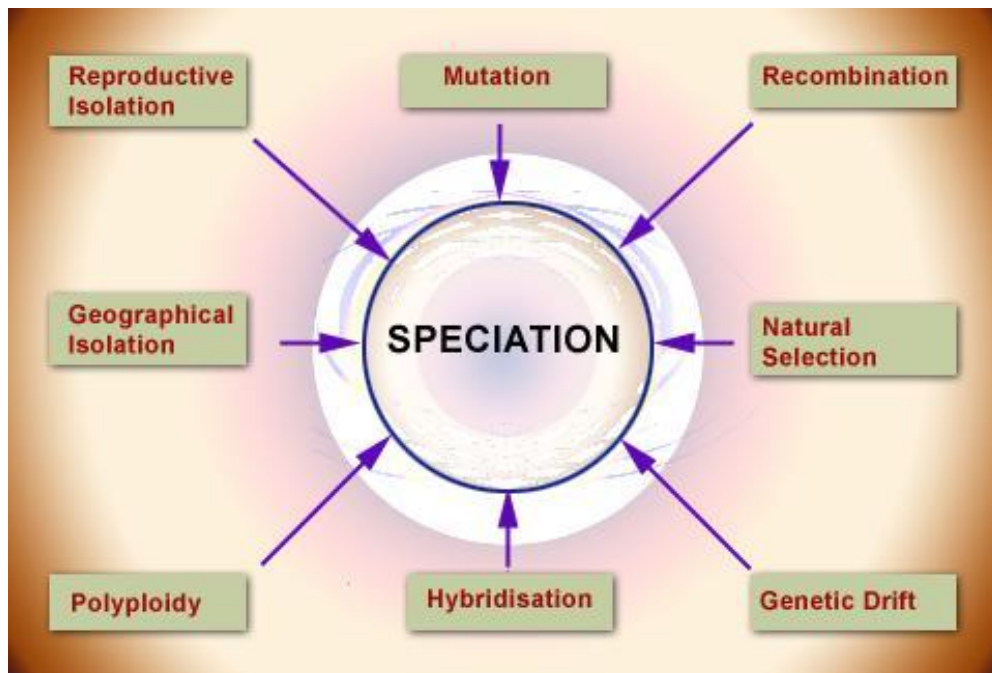 Reproductive
Isolation
Mutation
Recombination
Geographical
Isolation
SPECIATION
Natural
Selection
Polyploidy
Hybridisation
Genetic Drift